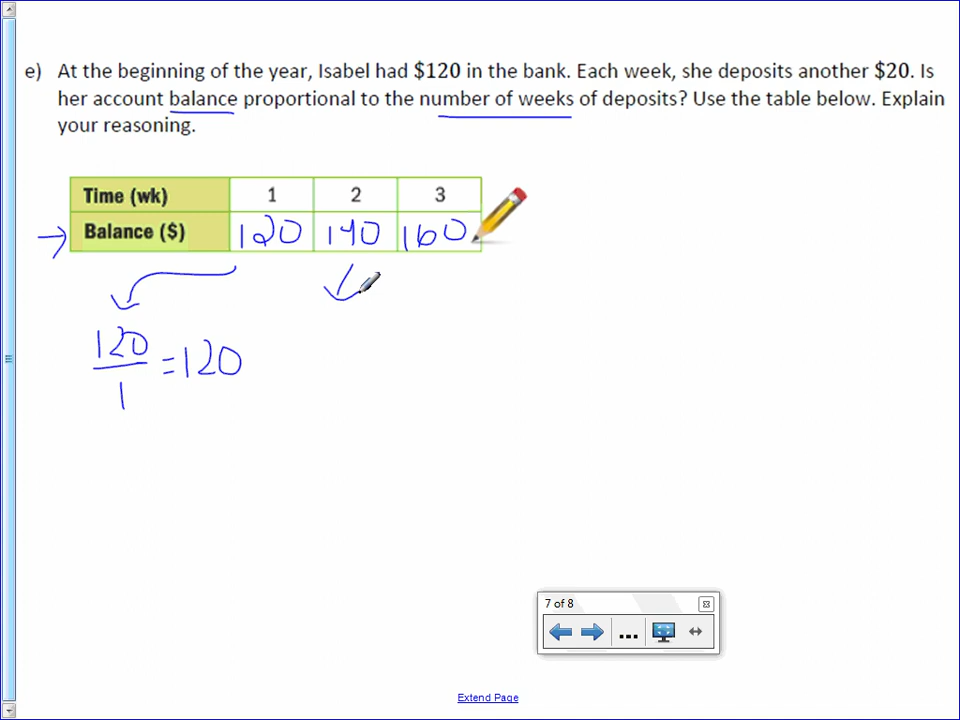 e) At the beginning of the year, Isabel had $120 in the bank. Each week, she deposits another $20. Is
her account balance proportional to the number of weeks of deposits? Use the table below. Explain
your reasoning.
Time (wk) 1 2 3
Balance ($) 120 140 160
120
/1 = 120
7 of 8
...
Extend Page